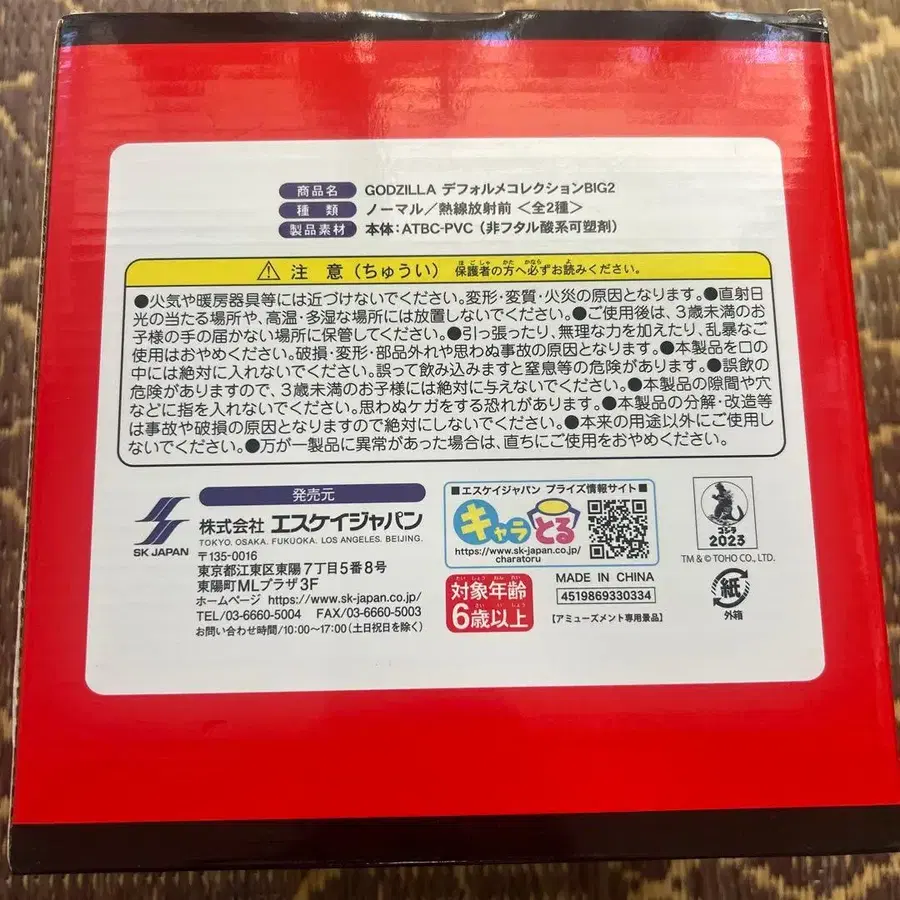 商品名 GODZILLA デフォルメコレクションBIG2
種類 ノーマル／熱線放射前 ＜全2種＞
製品素材 本体：ATBC-PVC（非フタル酸系可塑剤）
⚠ 注意（ちゅうい） 保護者の方へ必ずお読みください。
ほごしゃ かた かなら よ
●火気や暖房器具等には近づけないでください。変形・変質・火災の原因となります。●直射日
光の当たる場所や、高温・多湿な場所には放置しないでください。●ご使用後は、3歳未満のお
子様の手の届かない場所に保管してください。●引っ張ったり、無理な力を加えたり、乱暴なご
使用はおやめください。破損・変形・部品外れや思わぬ事故の原因となります。●本製品を口の
中には絶対に入れないでください。誤って飲み込みますと窒息等の危険があります。●誤飲の
危険がありますので、3歳未満のお子様には絶対に与えないでください。●本製品の隙間や穴
などに指を入れないでください。思わぬケガをする恐れがあります。●本製品の分解・改造等
は事故や破損の原因となりますので絶対にしないでください。●本来の用途以外にご使用し
ないでください。●万が一製品に異常があった場合は、直ちにご使用をおやめください。
SK JAPAN
発売元
株式会社 エスケイジャパン
TOKYO. OSAKA. FUKUOKA. LOS ANGELES. BEIJING.
〒135-0016
東京都江東区東陽7丁目5番8号
東陽町MLプラザ3F
ホームページ https://www.sk-japan.co.jp/
TEL/03-6660-5004 FAX/03-6660-5003
お問い合わせ時間/10:00〜17:00（土日祝日を除く）
■エスケイジャパン プライズ情報サイト■
キャラとる
https://www.sk-japan.co.jp/
charatoru
たいしょうねんれい
対象年齢
さい いじょう
6歳以上
MADE IN CHINA
4519869330334
【アミューズメント専用景品】
ゴジラ
2023
TM & © TOHO CO., LTD.
紙
外箱